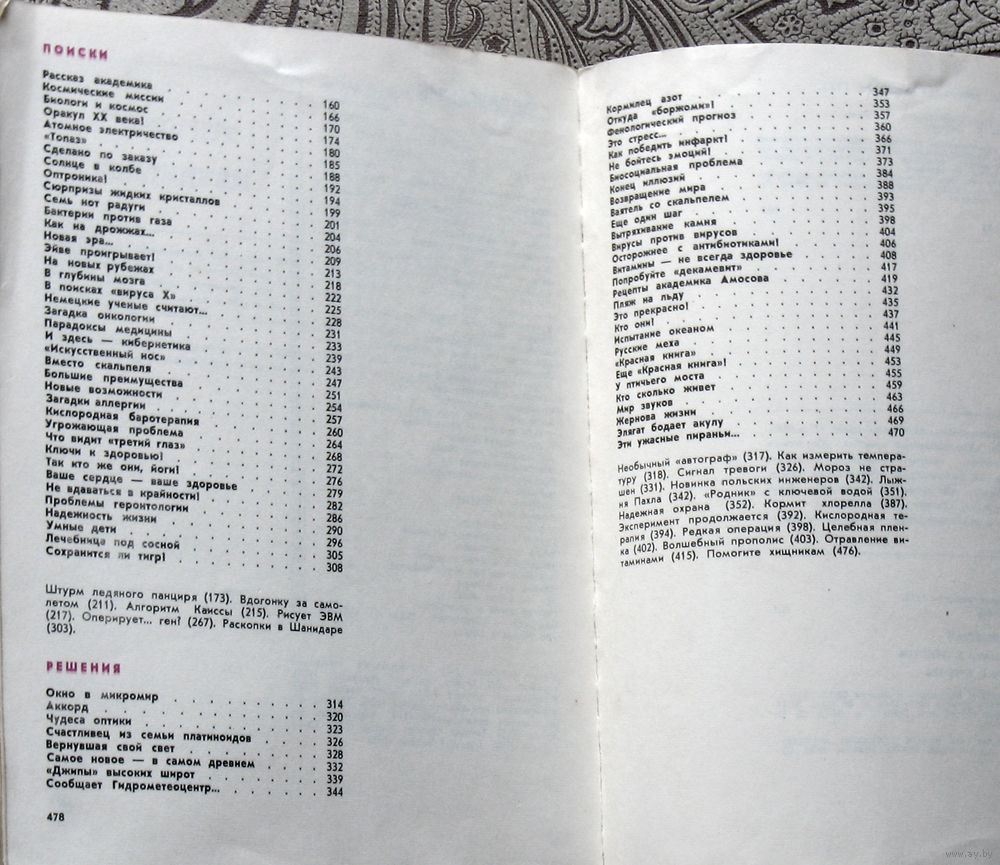 ПОИСКИ
Рассказ академика 160
Космические миссии 166
Биологи и космос 170
Оракул XX века! 174
Атомное электричество 180
«Топаз» 185
Сделано по заказу 188
Солнце в колбе 192
Оптроника! 194
Сюрпризы жидких кристаллов 199
Семь нот радуги 201
Бактерии против газа 204
Как на дрожжах... 206
Новая эра... 209
Эйве проигрывает! 213
На новых рубежах 218
В глубины мозга 222
В поисках «вируса X» 225
Немецкие ученые считают... 228
Загадка онкологии 231
Парадоксы медицины 233
И здесь — кибернетика 239
«Искусственный нос» 243
Вместо скальпеля 247
Большие преимущества 251
Новые возможности 254
Загадки аллергии 257
Кислородная баротерапия 260
Угрожающая проблема 264
Что видит «третий глаз» 268
Ключи к здоровью! 272
Так кто же они, йоги! 276
Ваше сердце — ваше здоровье 279
Не вдаваться в крайности! 282
Проблемы геронтологии 286
Надежность жизни 290
Умные дети 296
Лечебница под сосной 305
Сохранится ли тигр! 308
Штурм ледяного панциря (173). Вдогонку за само-
летом (211). Алгоритм Каиссы (215). Рисует ЭВМ
(217). Оперирует... ген? (267). Раскопки в Шанидаре
(303).
РЕШЕНИЯ
Окно в микромир 314
Аккорд 320
Чудеса оптики 323
Счастливец из семьи платиноидов 326
Вернувшая свой свет 328
Самое новое — в самом древнем 332
«Джипы» высоких широт 339
Сообщает Гидрометеоцентр... 344
478
Кормилец азот 347
Откуда «боржоми»! 353
Фенологический прогноз 357
Это стресс... 360
Как победить инфаркт! 366
Не бойтесь эмоций! 371
Биосоциальная проблема 373
Конец иллюзий 384
Возвращение мира 388
Ваятель со скальпелем 393
Еще один шаг 395
Вытряхивание камня 398
Вирусы против вирусов 404
Осторожнее с антибиотиками! 406
Витамины — не всегда здоровье 408
Попробуйте «декамевит» 417
Рецепты академика Амосова 419
Пляж на льду 432
Это прекрасно! 435
Кто они! 437
Испытание океаном 441
Русские меха 445
«Красная книга» 449
Еще «Красная книга»! 453
У птичьего моста 455
Кто сколько живет 459
Мир звуков 463
Жернова жизни 466
Элягат бодает акулу 469
Эти ужасные пираньи... 470
Необычный «автограф» (317). Как измерить темпера-
туру (318). Сигнал тревоги (326). Мороз не стра-
шен (331). Новинка польских инженеров (342). Лыж-
ня Пахла (342). «Родник» с ключевой водой (351).
Надежная охрана (352). Кормит хлорелла (387).
Эксперимент продолжается (392). Кислородная те-
рапия (394). Редкая операция (398). Целебная плен-
ка (402). Волшебный прополис (403). Отравление ви-
таминами (415). Помогите хищникам (476).
www.ay.by